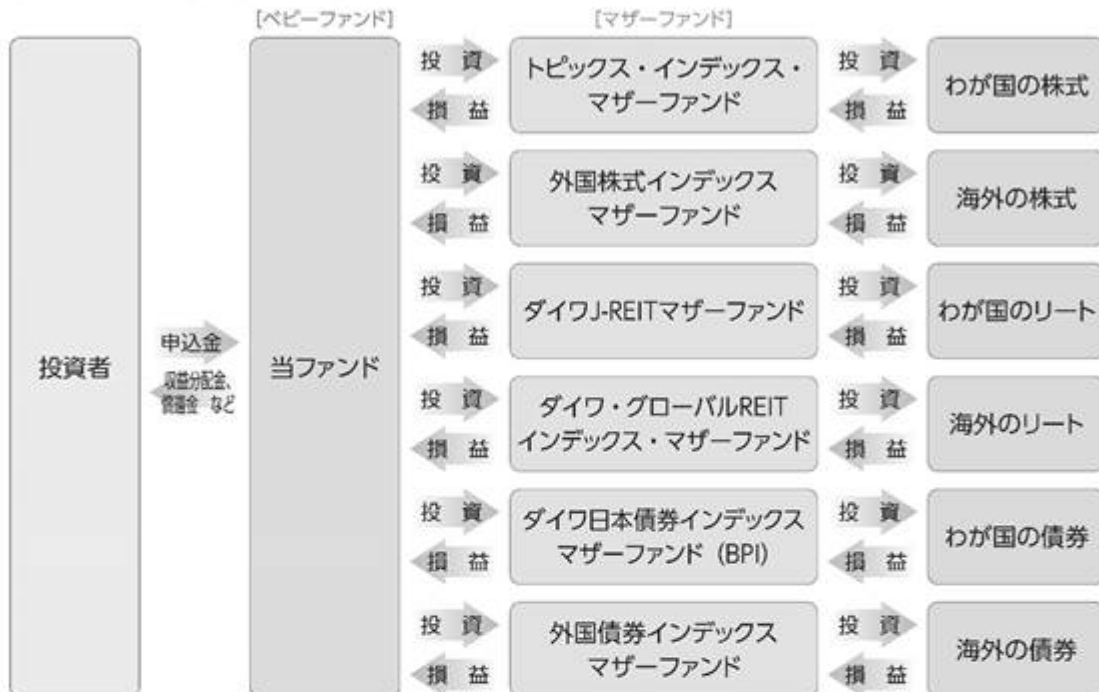 [ベビーファンド]
[マザーファンド]
投資者
申込金
収益分配金、
償還金 など
当ファンド
投 資
損 益
トピックス・インデックス・
マザーファンド
投 資
損 益
わが国の株式
投 資
損 益
外国株式インデックス
マザーファンド
投 資
損 益
海外の株式
投 資
損 益
ダイワJ-REITマザーファンド
投 資
損 益
わが国のリート
投 資
損 益
ダイワ・グローバルREIT
インデックス・マザーファンド
投 資
損 益
海外のリート
投 資
損 益
ダイワ日本債券インデックス
マザーファンド（BPI）
投 資
損 益
わが国の債券
投 資
損 益
外国債券インデックス
マザーファンド
投 資
損 益
海外の債券